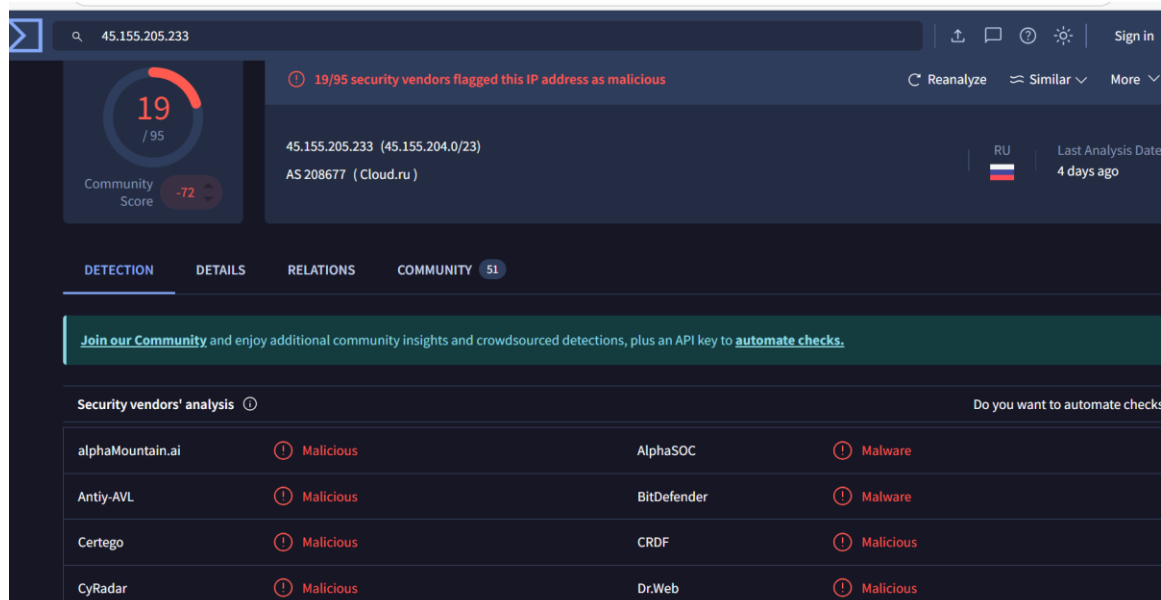 45.155.205.233
Sign in
19
/ 95
Community
Score
-72
19/95 security vendors flagged this IP address as malicious
Reanalyze
Similar
More
45.155.205.233 (45.155.204.0/23)
AS 208677 ( Cloud.ru )
RU
Last Analysis Date
4 days ago
DETECTION DETAILS RELATIONS COMMUNITY 51
Join our Community and enjoy additional community insights and crowdsourced detections, plus an API key to automate checks.
Security vendors' analysis
Do you want to automate checks
alphaMountain.ai Malicious AlphaSOC Malware
Antiy-AVL Malicious BitDefender Malware
Certego Malicious CRDF Malicious
CyRadar Malicious Dr.Web Malicious